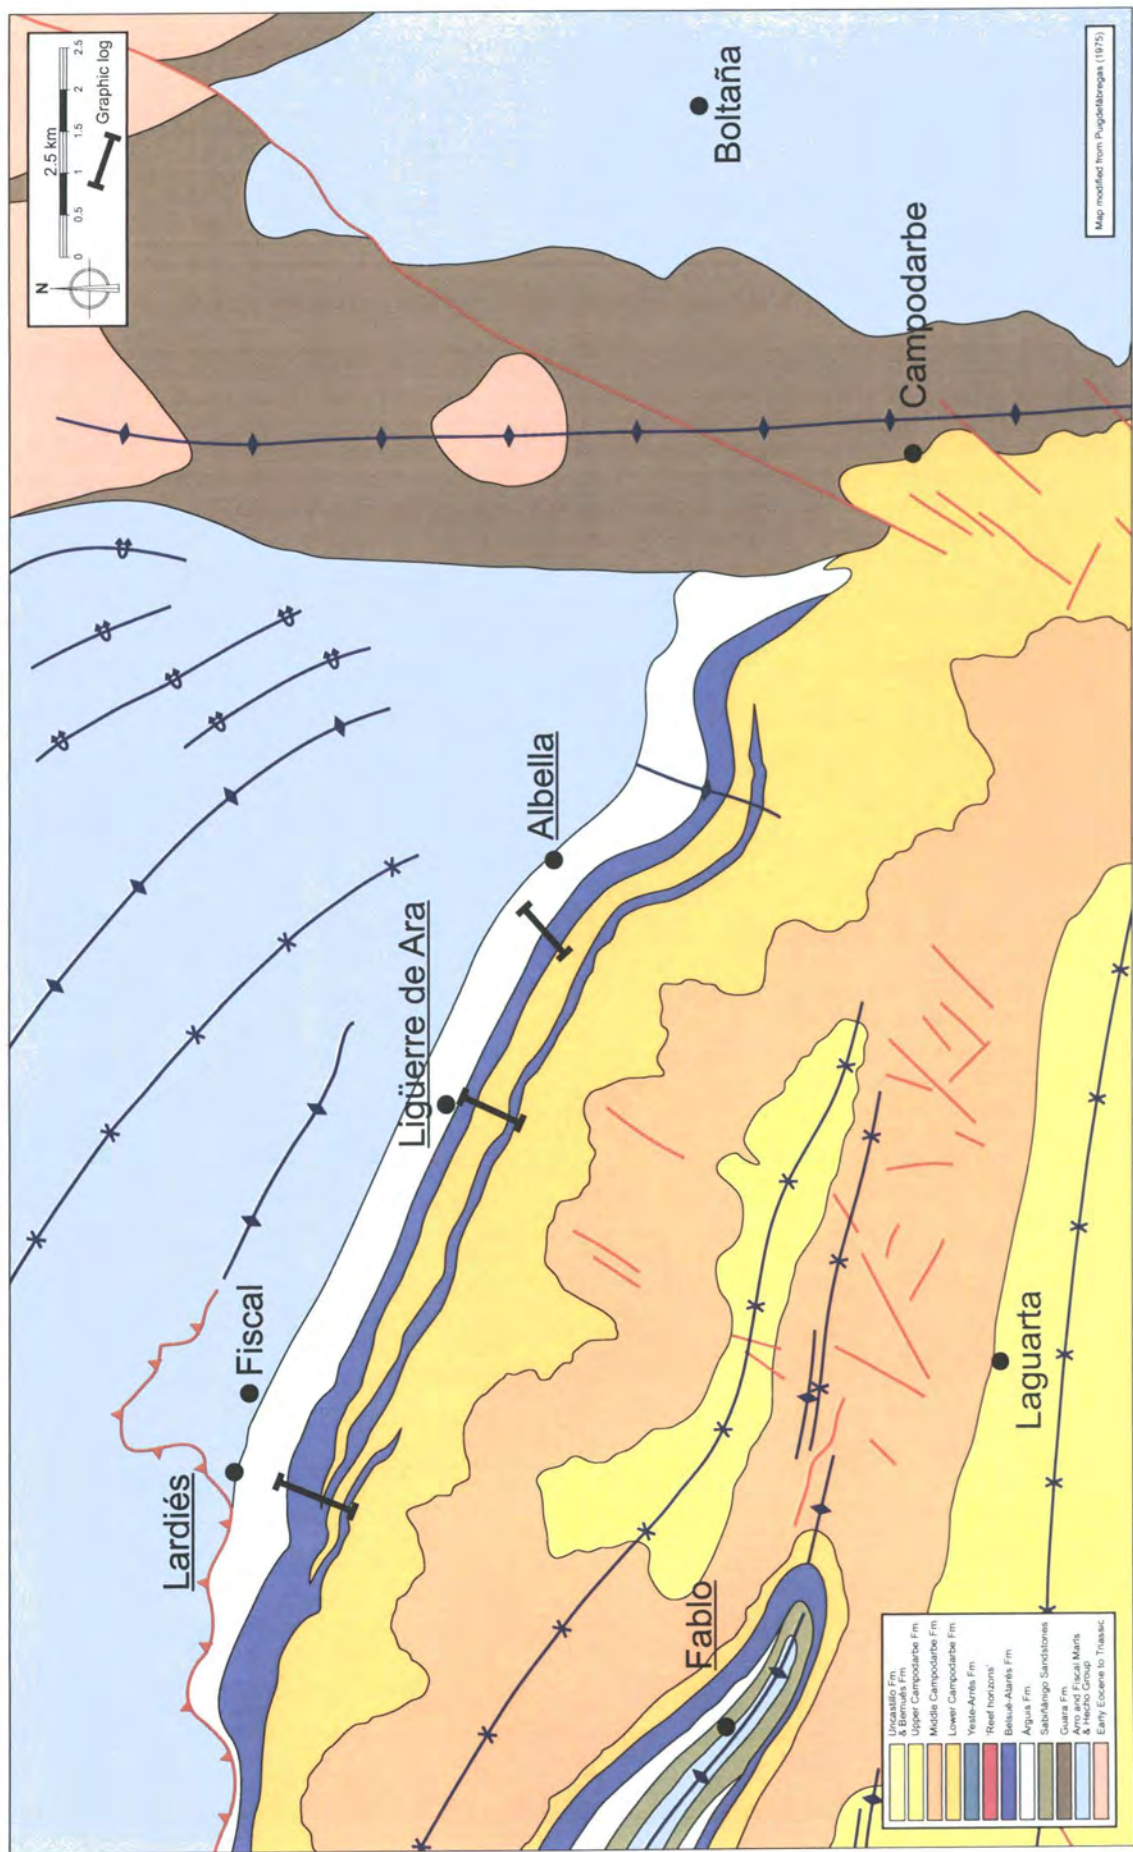 N
2.5 km
0
0.5
1
1.5
2
2.5
Graphic log
Boltaña
Campodarbe
Albella
Ligüerre de Ara
Fiscal
Lardiés
Fablo
Laguarta
Uncastillo Fm
& Bernués Fm
Upper Campodarbe Fm
Middle Campodarbe Fm
Lower Campodarbe Fm
Yeste-Arrés Fm
'Reef horizons'
Belsué-Atarés Fm
Arguis Fm
Sabiñánigo Sandstones
Guara Fm
Arro and Fiscal Marls
& Hecho Group
Early Eocene to Triassic
Map modified from Puigdefàbregas (1975)